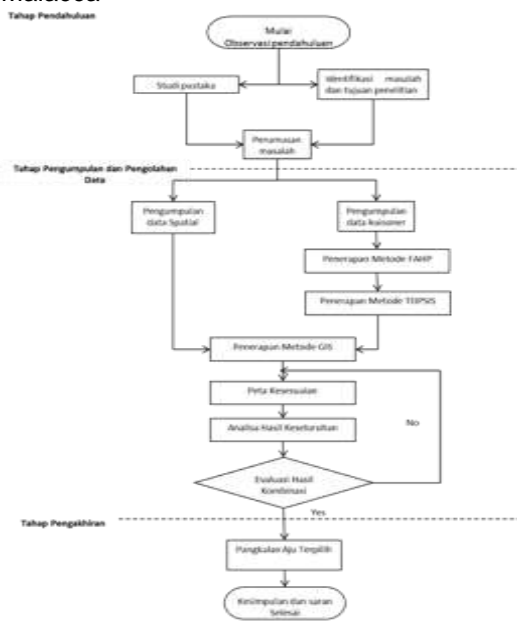 Tahap Pendahuluan
Mulai
Observasi pendahuluan
Studi pustaka
Identifikasi masalah
dan tujuan penelitian
Perumusan
masalah
Tahap Pengumpulan dan Pengolahan
Data
Pengumpulan
data Spatial
Pengumpulan
data kuisoner
Penerapan Metode FAHP
Penerapan Metode TOPSIS
Penerapan Metode GIS
Peta Kesesuaian
Analisa Hasil Keseluruhan
No
Evaluasi Hasil
Kombinasi
Yes
Tahap Pengakhiran
Pangkalan Aju Terpilih
Kesimpulan dan saran
Selesai